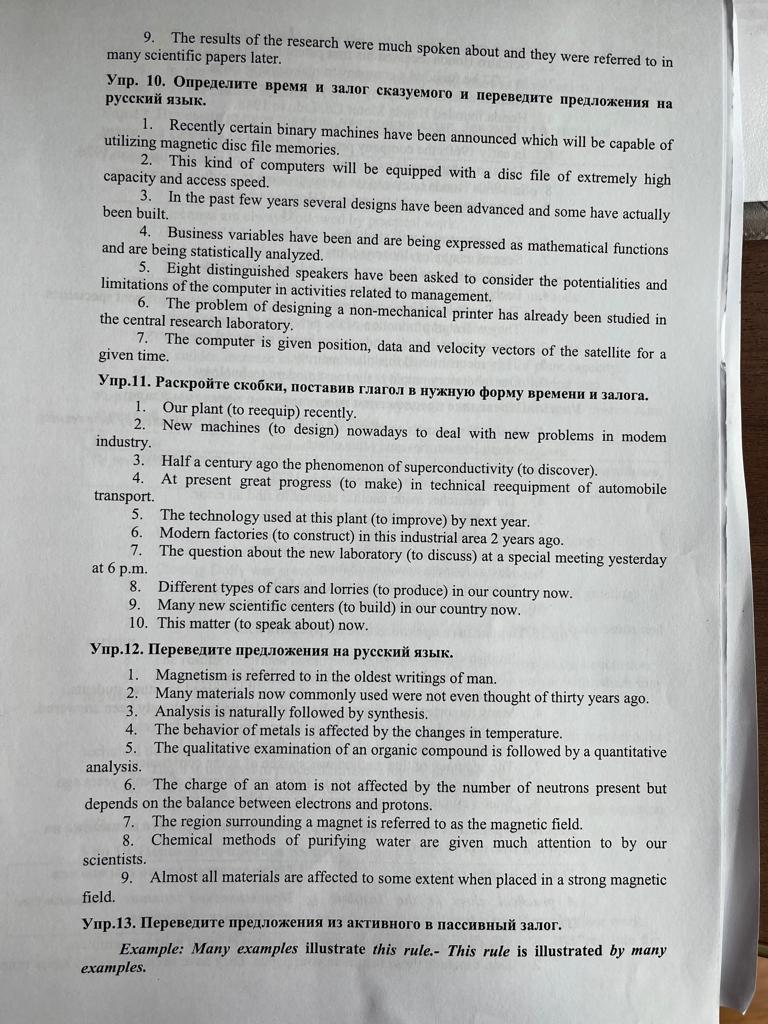 9. The results of the research were much spoken about and they were referred to in
many scientific papers later.
Упр. 10. Определите время и залог сказуемого и переведите предложения на
русский язык.
1. Recently certain binary machines have been announced which will be capable of
utilizing magnetic disc file memories.
2. This kind of computers will be equipped with a disc file of extremely high
capacity and access speed.
3. In the past few years several designs have been advanced and some have actually
been built.
4. Business variables have been and are being expressed as mathematical functions
and are being statistically analyzed.
5. Eight distinguished speakers have been asked to consider the potentialities and
limitations of the computer in activities related to management.
6. The problem of designing a non-mechanical printer has already been studied in
the central research laboratory.
7. The computer is given position, data and velocity vectors of the satellite for a
given time.
Упр.11. Раскройте скобки, поставив глагол в нужную форму времени и залога.
1. Our plant (to reequip) recently.
2. New machines (to design) nowadays to deal with new problems in modem
industry.
3. Half a century ago the phenomenon of superconductivity (to discover).
4. At present great progress (to make) in technical reequipment of automobile
transport.
5. The technology used at this plant (to improve) by next year.
6. Modern factories (to construct) in this industrial area 2 years ago.
7. The question about the new laboratory (to discuss) at a special meeting yesterday
at 6 p.m.
8. Different types of cars and lorries (to produce) in our country now.
9. Many new scientific centers (to build) in our country now.
10. This matter (to speak about) now.
Упр.12. Переведите предложения на русский язык.
1. Magnetism is referred to in the oldest writings of man.
2. Many materials now commonly used were not even thought of thirty years ago.
3. Analysis is naturally followed by synthesis.
4. The behavior of metals is affected by the changes in temperature.
5. The qualitative examination of an organic compound is followed by a quantitative
analysis.
6. The charge of an atom is not affected by the number of neutrons present but
depends on the balance between electrons and protons.
7. The region surrounding a magnet is referred to as the magnetic field.
8. Chemical methods of purifying water are given much attention to by our
scientists.
9. Almost all materials are affected to some extent when placed in a strong magnetic
field.
Упр.13. Переведите предложения из активного в пассивный залог.
Example: Many examples illustrate this rule.- This rule is illustrated by many
examples.